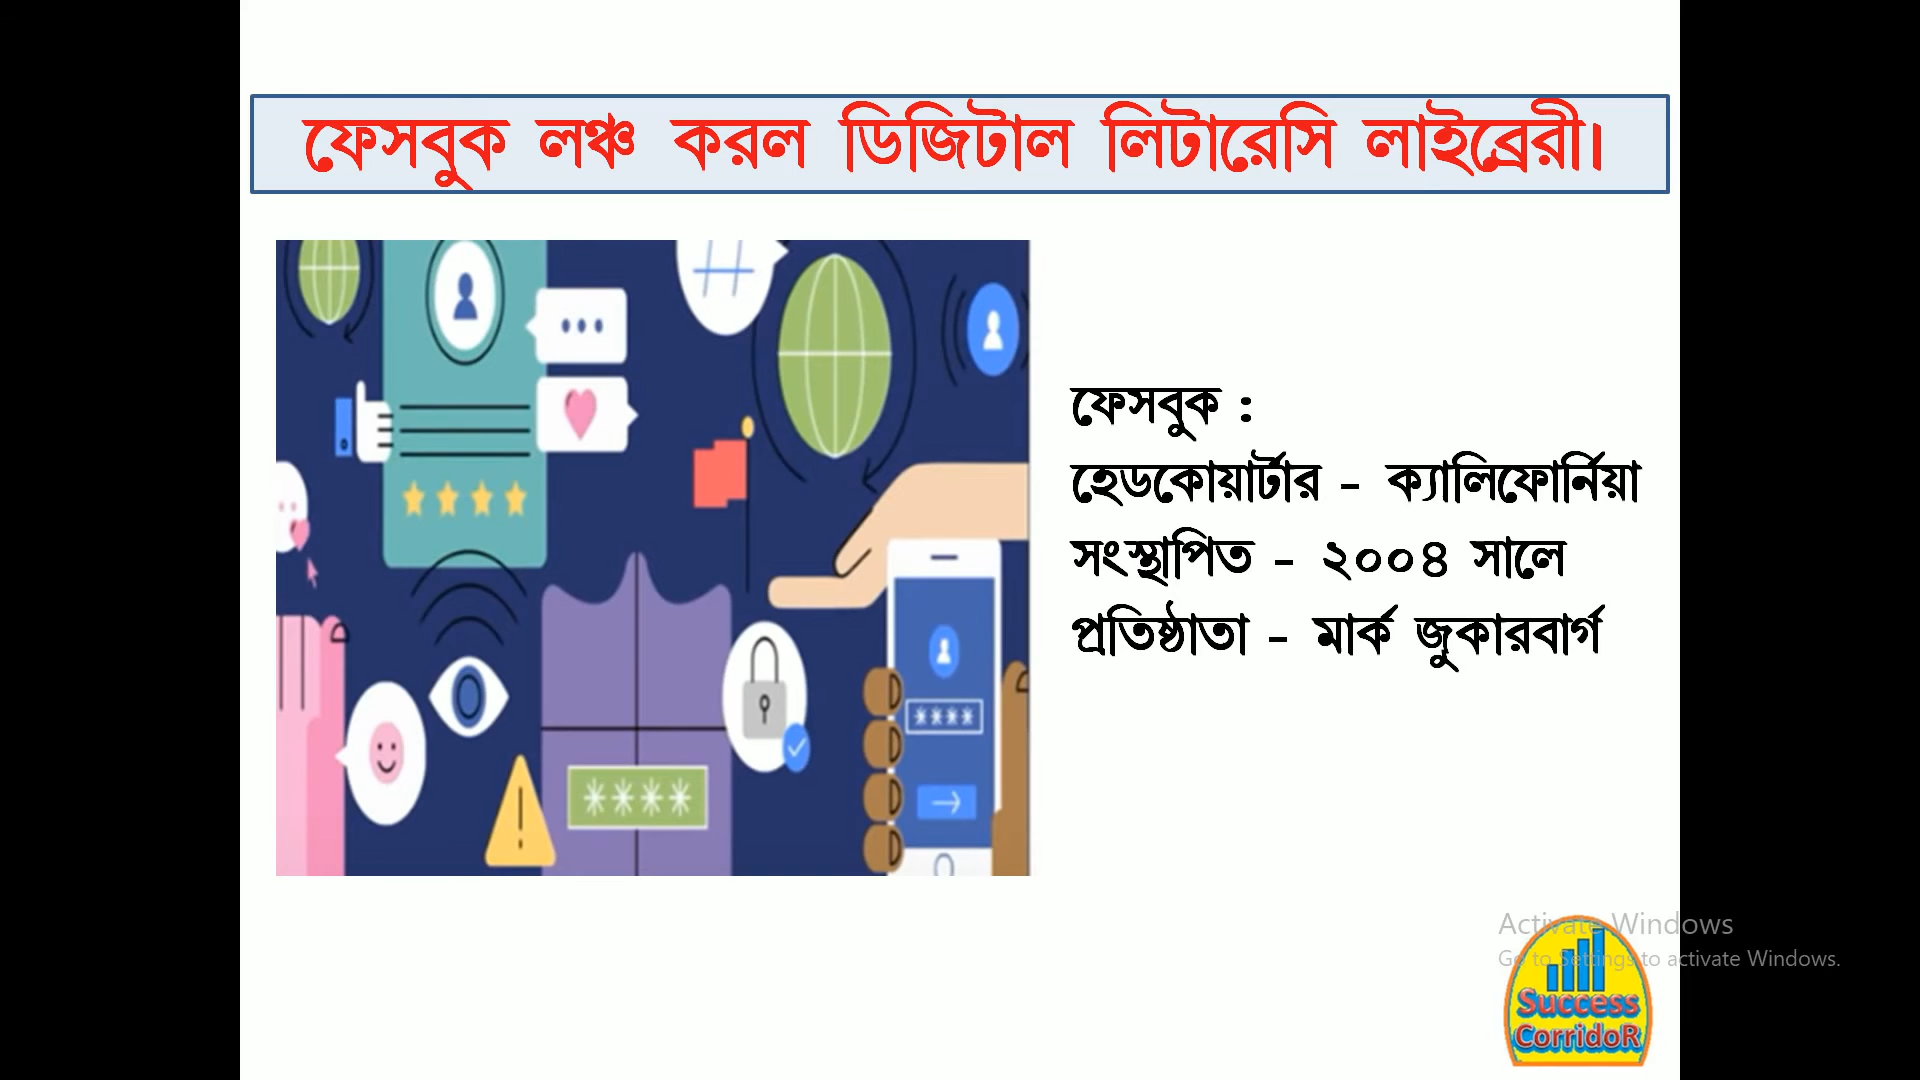 ফেসবুক লঞ্চ করল ডিজিটাল লিটারেসি লাইব্রেরী।
ফেসবুক :
হেডকোয়ার্টার - ক্যালিফোর্নিয়া
সংস্থাপিত - ২০০৪ সালে
প্রতিষ্ঠাতা - মার্ক জুকারবার্গ
****
****
Activate Windows
Go to Settings to activate Windows.
Success
CorridoR